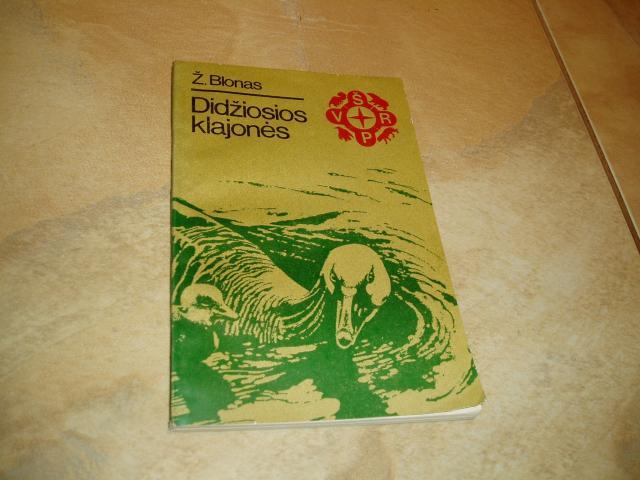 Ž. Blonas
Didžiosios
klajonės
Š
V R
P